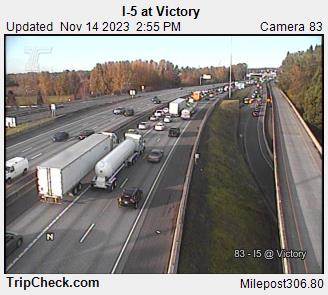 I-5 at Victory
Updated Nov 14 2023 2:55 PM
Camera 83
N
83 - I5 @ Victory
TripCheck.com
Milepost306.80